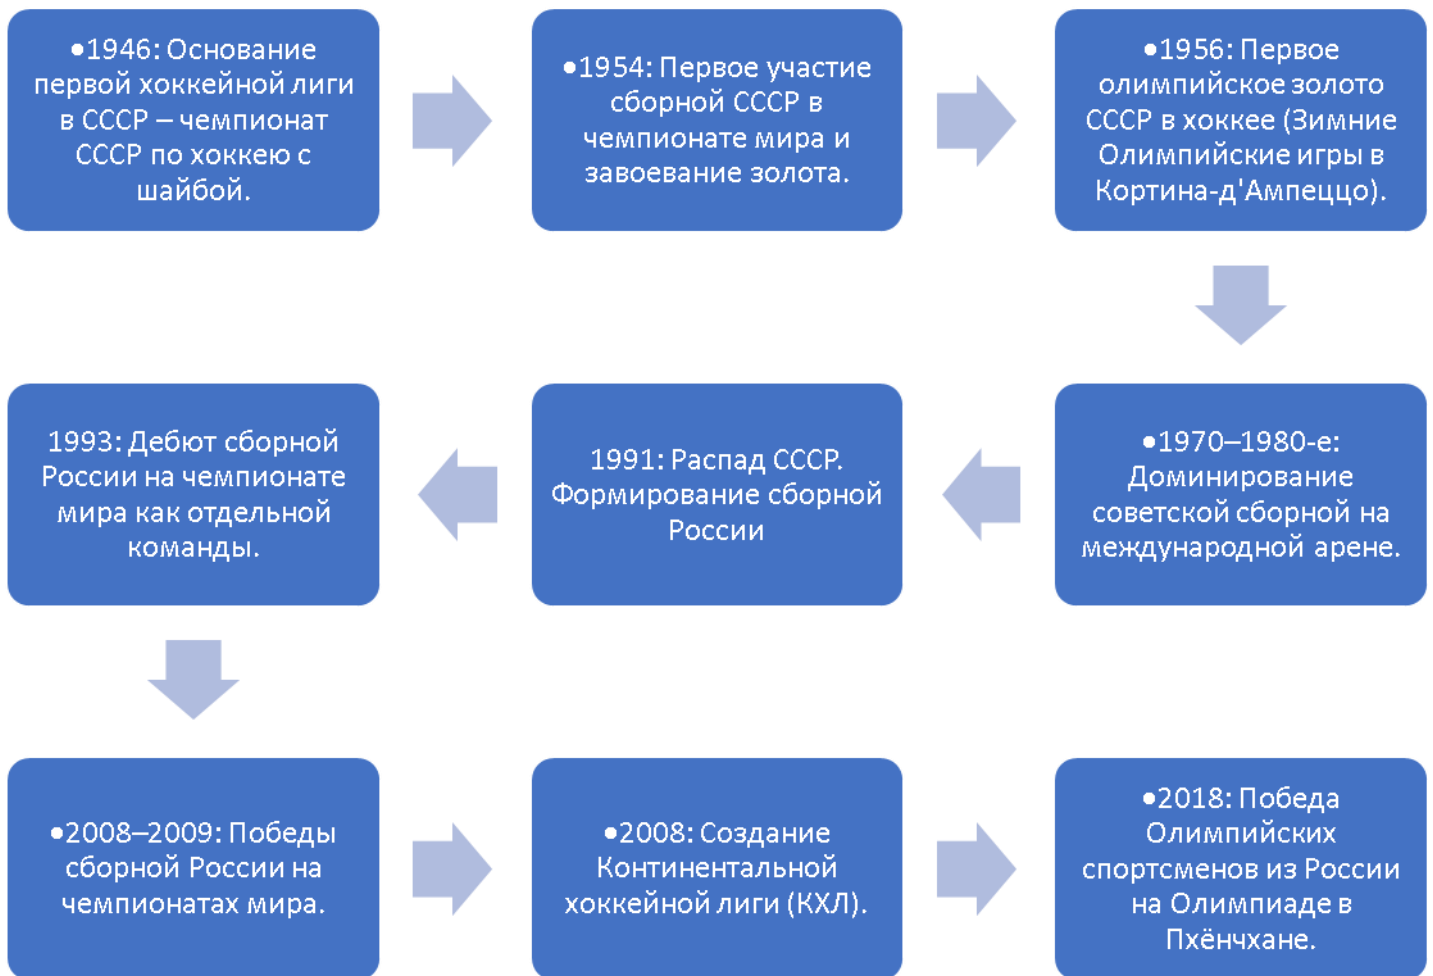 •1946: Основание
первой хоккейной лиги
в СССР – чемпионат
СССР по хоккею с
шайбой.
•1954: Первое участие
сборной СССР в
чемпионате мира и
завоевание золота.
•1956: Первое
олимпийское золото
СССР в хоккее (Зимние
Олимпийские игры в
Кортина-д'Ампеццо).
•1970–1980-е:
Доминирование
советской сборной на
международной арене.
1991: Распад СССР.
Формирование сборной
России
1993: Дебют сборной
России на чемпионате
мира как отдельной
команды.
•2008–2009: Победы
сборной России на
чемпионатах мира.
•2008: Создание
Континентальной
хоккейной лиги (КХЛ).
•2018: Победа
Олимпийских
спортсменов из России
на Олимпиаде в
Пхёнчхане.